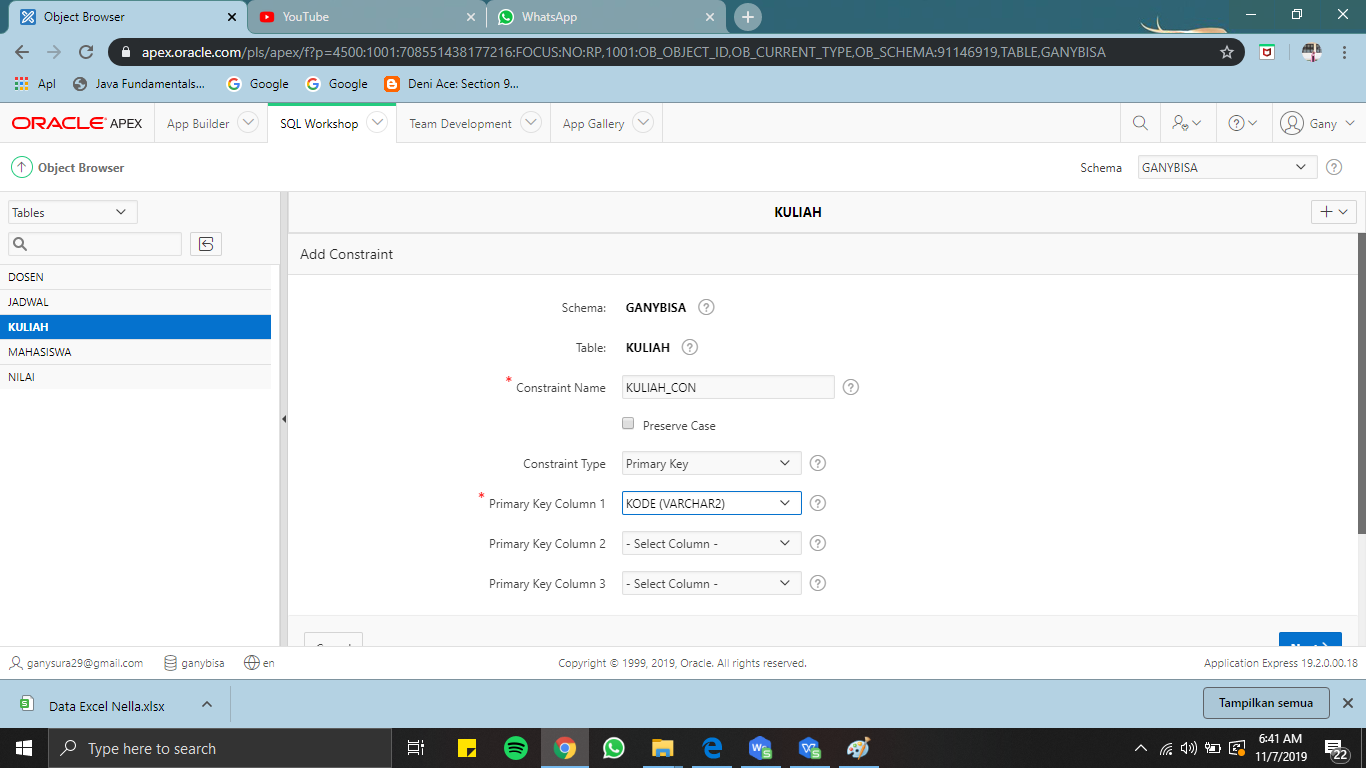 Object Browser
YouTube
WhatsApp
apex.oracle.com/pls/apex/f?p=4500:1001:708551438177216:FOCUS:NO:RP,1001:OB_OBJECT_ID,OB_CURRENT_TYPE,OB_SCHEMA:91146919,TABLE,GANYBISA
Apl
Java Fundamentals...
Google
Google
Deni Ace: Section 9...
ORACLE APEX
App Builder
SQL Workshop
Team Development
App Gallery
Gany
Object Browser
Schema
GANYBISA
Tables
DOSEN
JADWAL
KULIAH
MAHASISWA
NILAI
KULIAH
Add Constraint
Schema: GANYBISA
Table: KULIAH
* Constraint Name KULIAH_CON
Preserve Case
Constraint Type Primary Key
* Primary Key Column 1 KODE (VARCHAR2)
Primary Key Column 2 - Select Column -
Primary Key Column 3 - Select Column -
ganysura29@gmail.com
ganybisa
en
Copyright © 1999, 2019, Oracle. All rights reserved.
Application Express 19.2.0.00.18
Data Excel Nella.xlsx
Tampilkan semua
Type here to search
6:41 AM
11/7/2019
22